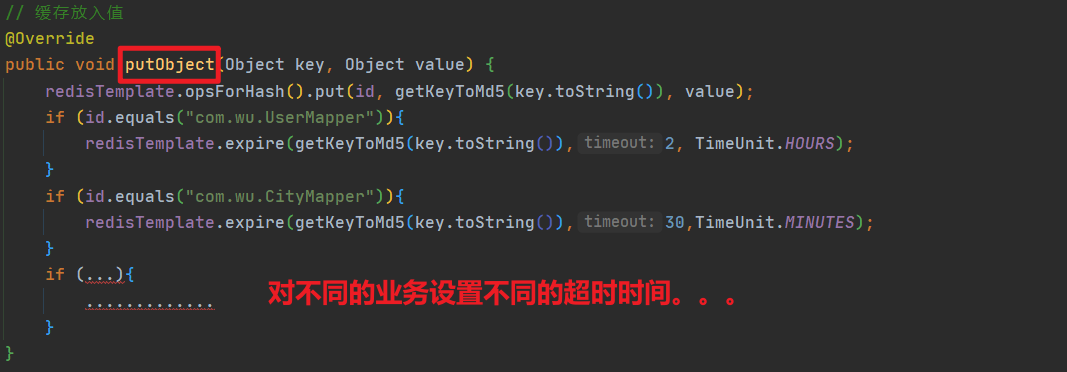 // 缓存放入值
@Override
public void putObject(Object key, Object value) {
redisTemplate.opsForHash().put(id, getKeyToMd5(key.toString()), value);
if (id.equals("com.wu.UserMapper")){
redisTemplate.expire(getKeyToMd5(key.toString()), timeout: 2, TimeUnit.HOURS);
}
if (id.equals("com.wu.CityMapper")){
redisTemplate.expire(getKeyToMd5(key.toString()), timeout: 30,TimeUnit.MINUTES);
}
if (...){
.............
对不同的业务设置不同的超时时间。。。
}
}